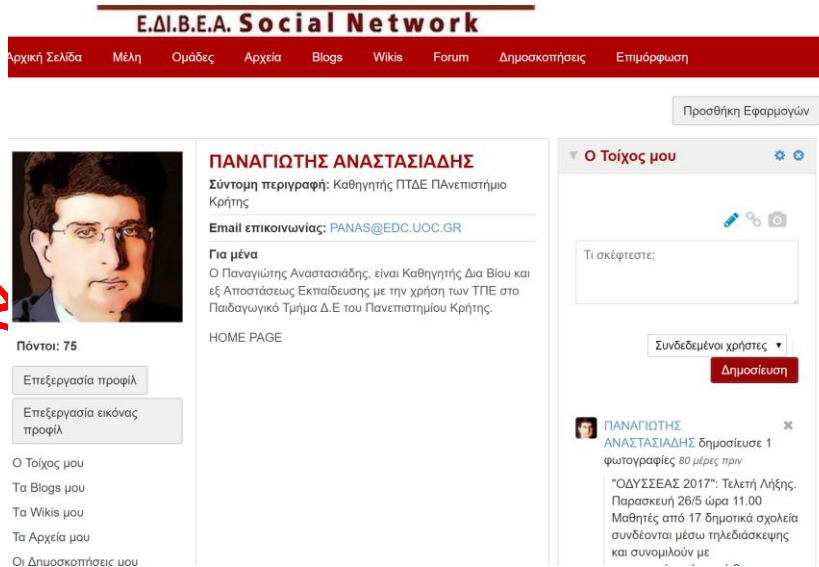 Ε.ΔΙ.Β.Ε.Α. Social Network
Αρχική Σελίδα Μέλη Ομάδες Αρχεία Blogs Wikis Forum Δημοσκοπήσεις Επιμόρφωση
Προσθήκη Εφαρμογών
ΠΑΝΑΓΙΩΤΗΣ ΑΝΑΣΤΑΣΙΑΔΗΣ
Σύντομη περιγραφή: Καθηγητής ΠΤΔΕ ΠΑνεπιστήμιο
Κρήτης
Email επικοινωνίας: PANAS@EDC.UOC.GR
Για μένα
Ο Παναγιώτης Αναστασιάδης, είναι Καθηγητής Δια Βίου και
εξ Αποστάσεως Εκπαίδευσης με την χρήση των ΤΠΕ στο
Παιδαγωγικό Τμήμα Δ.Ε του Πανεπιστημίου Κρήτης.
HOME PAGE
Πόντοι: 75
Επεξεργασία προφίλ
Επεξεργασία εικόνας
προφίλ
Ο Τοίχος μου
Τα Blogs μου
Τα Wikis μου
Τα Αρχεία μου
Οι Δημοσκοπήσεις μου
Ο Τοίχος μου
Τι σκέφτεστε;
Συνδεδεμένοι χρήστες
Δημοσίευση
ΠΑΝΑΓΙΩΤΗΣ
ΑΝΑΣΤΑΣΙΑΔΗΣ δημοσίευσε 1
φωτογραφίες 80 μέρες πριν
"ΟΔΥΣΣΕΑΣ 2017": Τελετή Λήξης.
Παρασκευή 26/5 ώρα 11.00
Μαθητές από 17 δημοτικά σχολεία
συνδέονται μέσω τηλεδιάσκεψης
και συνομιλούν με